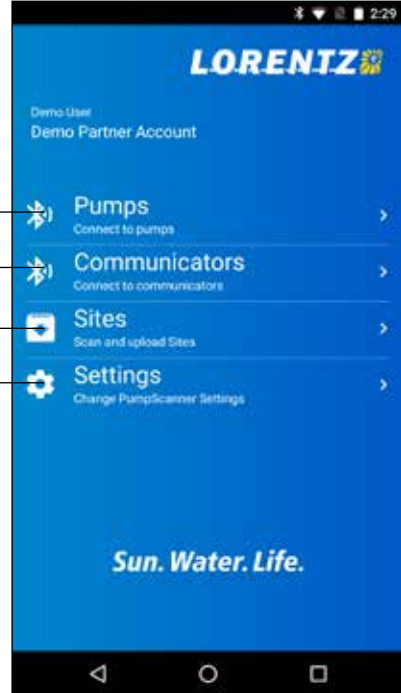 2:29
LORENTZ
Demo User
Demo Partner Account
Pumps
Connect to pumps
Communicators
Connect to communicators
Sites
Scan and upload Sites
Settings
Change PumpScanner Settings
Sun. Water. Life.